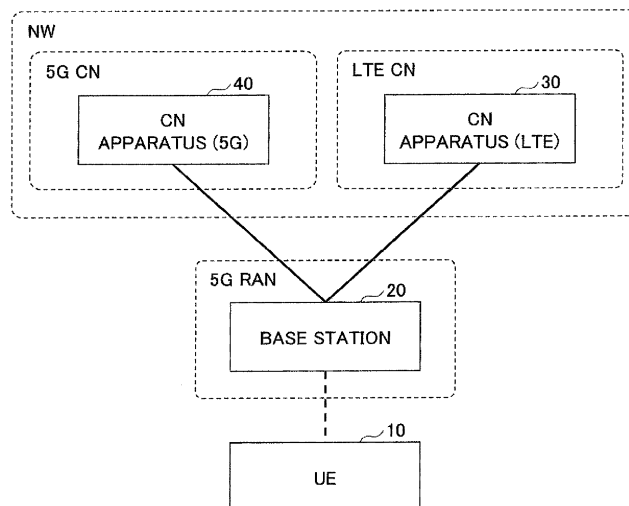 NW
5G CN
LTE CN
40
30
CN
APPARATUS (5G)
CN
APPARATUS (LTE)
5G RAN
20
BASE STATION
10
UE